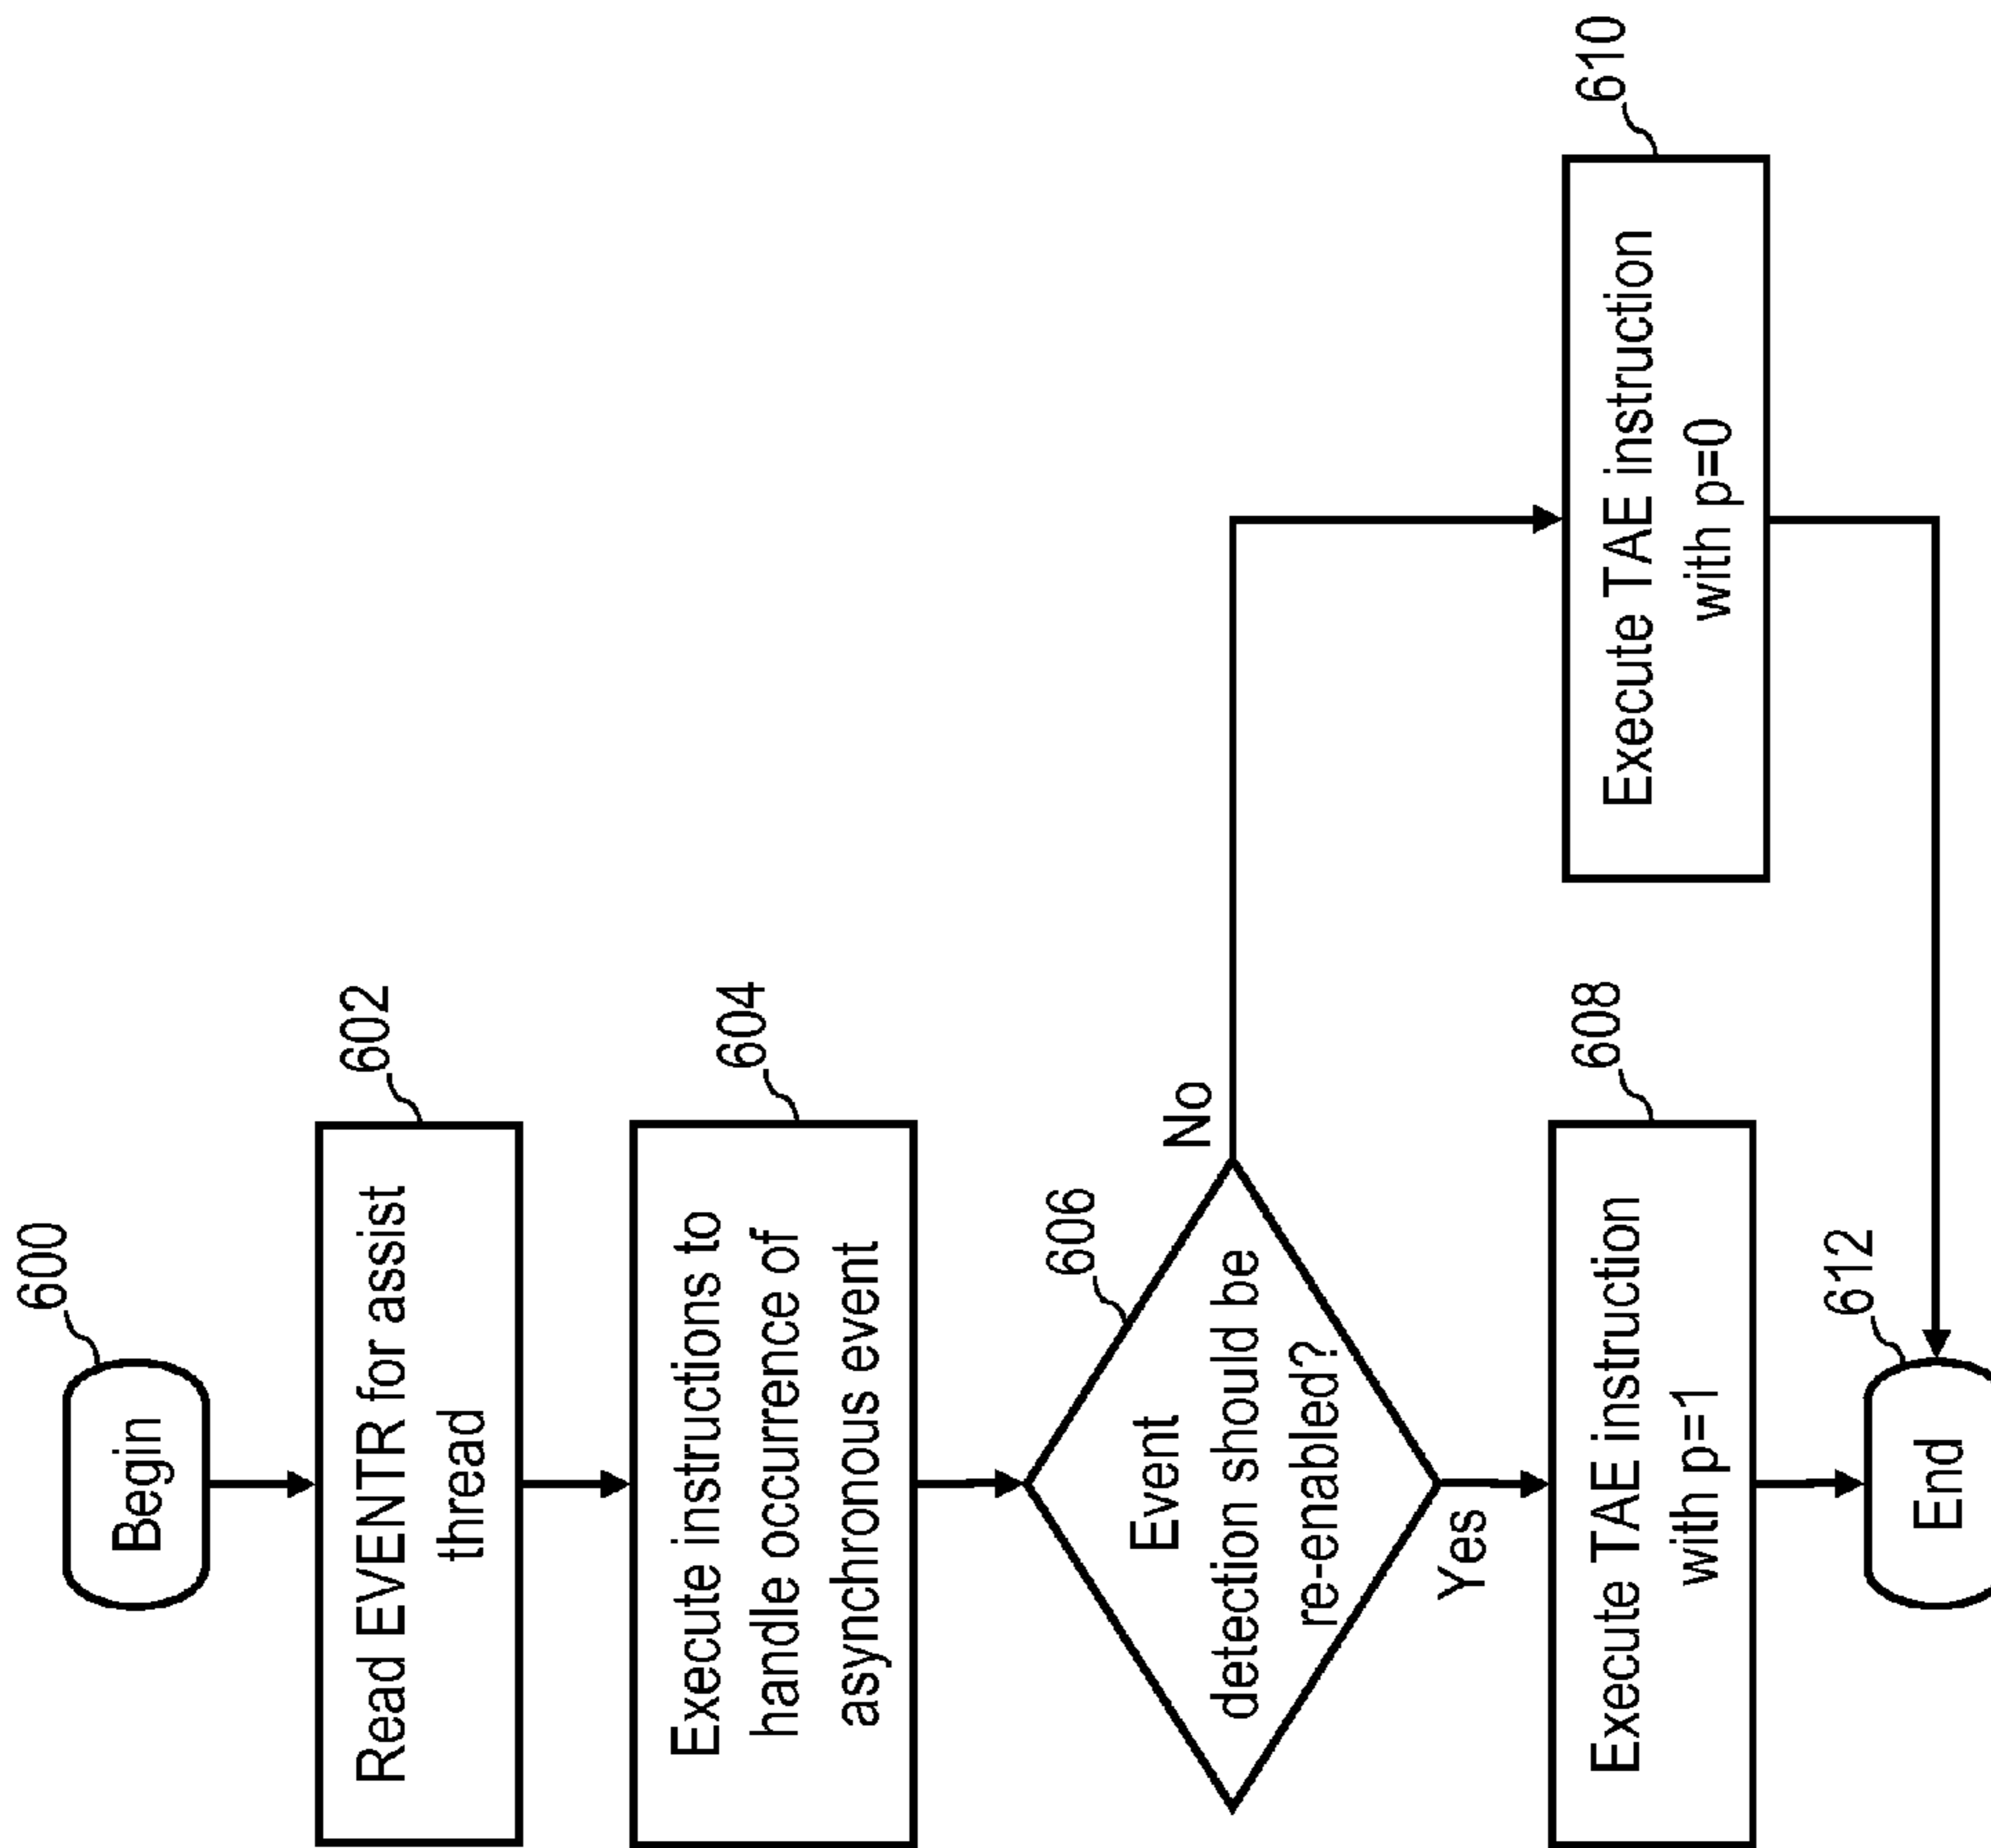 600
Begin
602
Read EVENTR for assist
thread
604
Execute instructions to
handle occurrence of
asynchronous event
606
Event
detection should be
re-enabled?
No
Yes
608
Execute TAE instruction
with p=1
610
Execute TAE instruction
with p=0
612
End